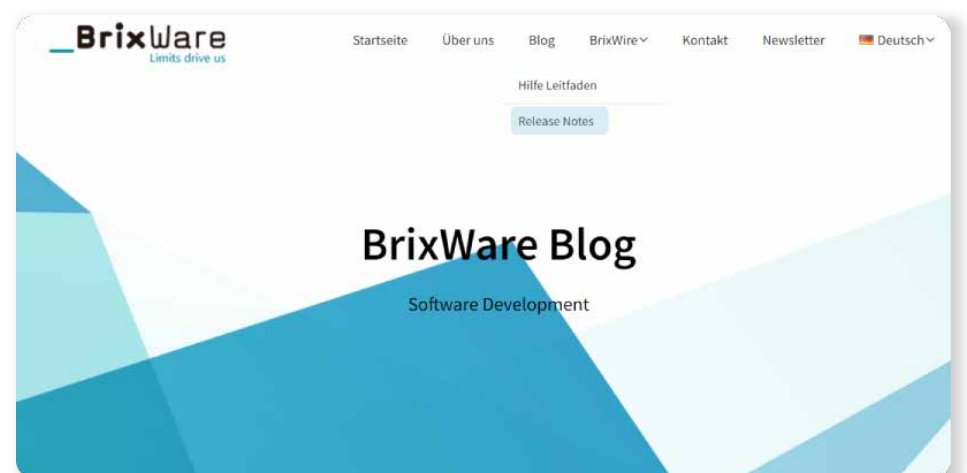 __BrixWare
Limits drive us
Startseite Über uns Blog BrixWire Kontakt Newsletter Deutsch
Hilfe Leitfaden
Release Notes
BrixWare Blog
Software Development